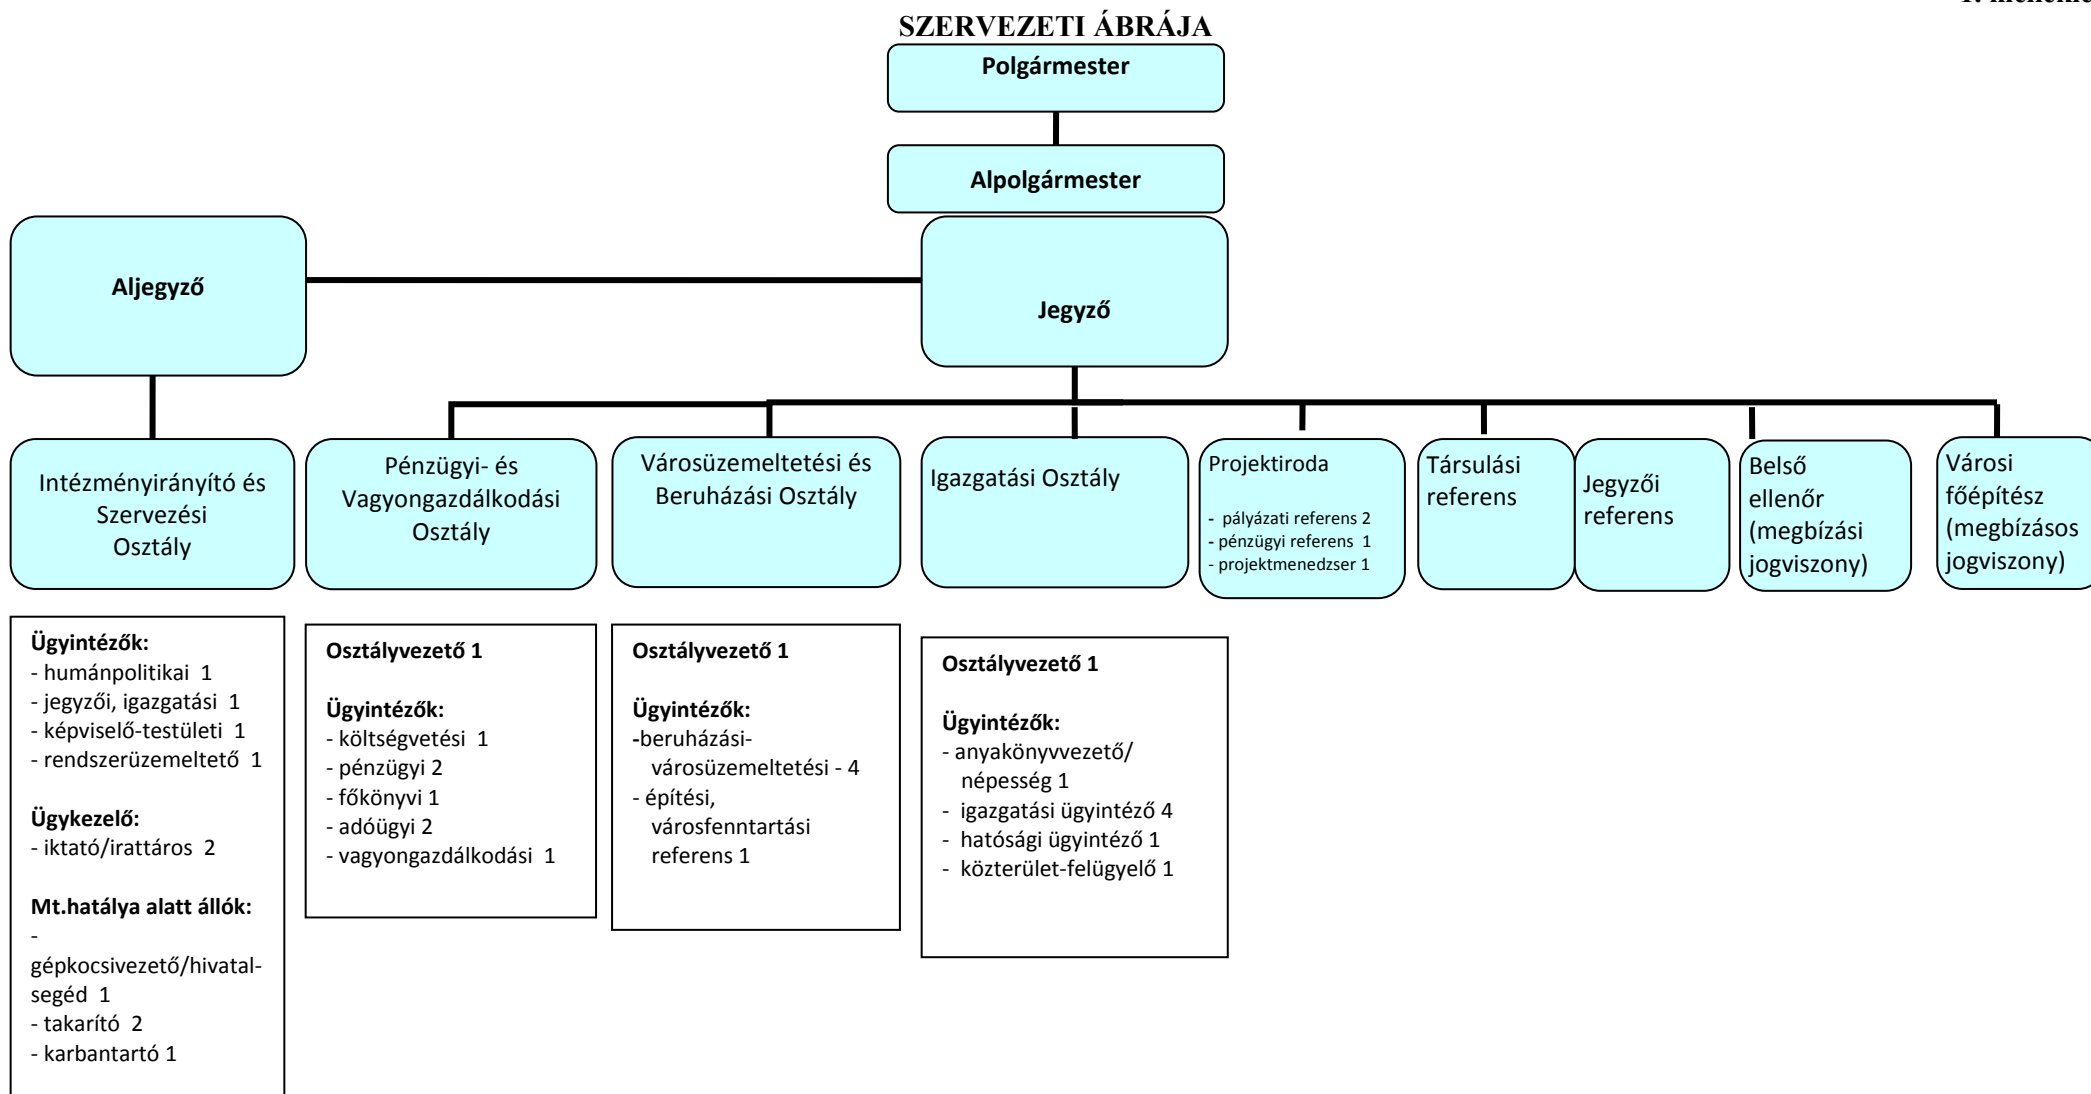 SZERVEZETI ÁBRÁJA
Polgármester
Alpolgármester
Aljegyző
Jegyző
Intézményirányító és
Szervezési
Osztály
Pénzügyi- és
Vagyongazdálkodási
Osztály
Városüzemeltetési és
Beruházási Osztály
Igazgatási Osztály
Projektiroda
- pályázati referens 2
- pénzügyi referens 1
- projektmenedzser 1
Társulási
referens
Jegyzői
referens
Belső
ellenőr
(megbízási
jogviszony)
Városi
főépítész
(megbízásos
jogviszony)
Ügyintézők:
- humánpolitikai 1
- jegyzői, igazgatási 1
- képviselő-testületi 1
- rendszerüzemeltető 1
Ügykezelő:
- iktató/irattáros 2
Mt.hatálya alatt állók:
-
gépkocsivezető/hivatal-
segéd 1
- takarító 2
- karbantartó 1
Osztályvezető 1
Ügyintézők:
- költségvetési 1
- pénzügyi 2
- főkönyvi 1
- adóügyi 2
- vagyongazdálkodási 1
Osztályvezető 1
Ügyintézők:
-beruházási-
városüzemeltetési - 4
- építési,
városfenntartási
referens 1
Osztályvezető 1
Ügyintézők:
- anyakönyvvezető/
népesség 1
- igazgatási ügyintéző 4
- hatósági ügyintéző 1
- közterület-felügyelő 1